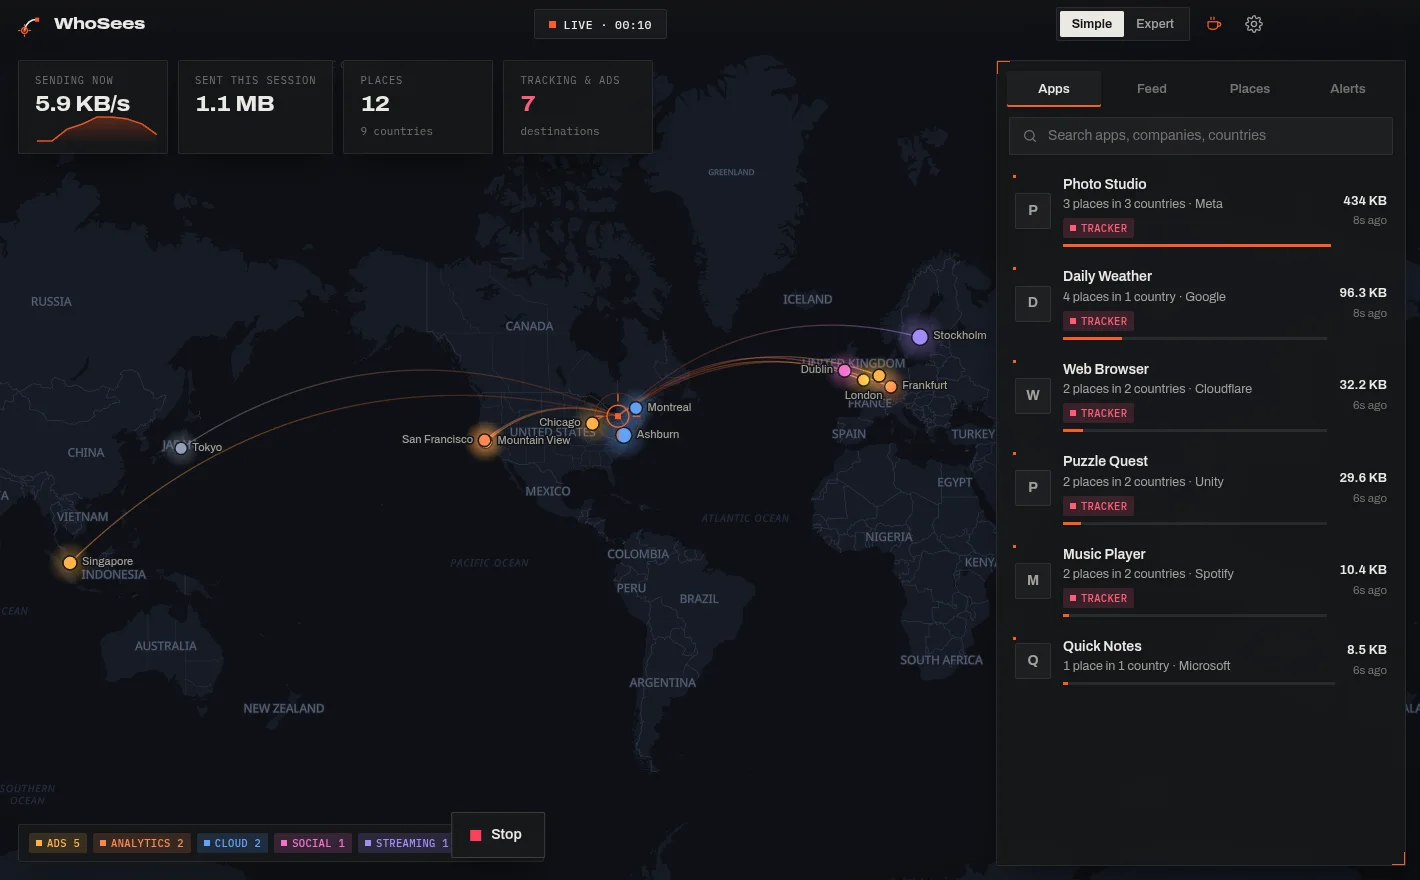 WhoSees
LIVE · 00:10
Simple
Expert
SENDING NOW
5.9 KB/s
SENT THIS SESSION
1.1 MB
PLACES
12
9 countries
TRACKING & ADS
7
destinations
Apps
Feed
Places
Alerts
Search apps, companies, countries
Photo Studio
P
3 places in 3 countries · Meta
TRACKER
434 KB
8s ago
Daily Weather
D
4 places in 1 country · Google
TRACKER
96.3 KB
8s ago
Web Browser
W
2 places in 2 countries · Cloudflare
TRACKER
32.2 KB
6s ago
Puzzle Quest
P
2 places in 2 countries · Unity
TRACKER
29.6 KB
6s ago
Music Player
M
2 places in 2 countries · Spotify
TRACKER
10.4 KB
6s ago
Quick Notes
Q
1 place in 1 country · Microsoft
8.5 KB
6s ago
GREENLAND
RUSSIA
ICELAND
CANADA
Stockholm
UNITED KINGDOM
Dublin
Frankfurt
London
FRANCE
Montreal
Chicago
UNITED STATES
Ashburn
San Francisco
Mountain View
SPAIN
TURKEY
Tokyo
CHINA
EGYPT
MEXICO
VIETNAM
ATLANTIC OCEAN
NIGERIA
COLOMBIA
PACIFIC OCEAN
KENY
Singapore
INDONESIA
PERU
BRAZIL
CEAN
AUSTRALIA
SOUTH AFRICA
ARGENTINA
NEW ZEALAND
SOUTHERN
OCEAN
ADS 5
ANALYTICS 2
CLOUD 2
SOCIAL 1
STREAMING 1
Stop